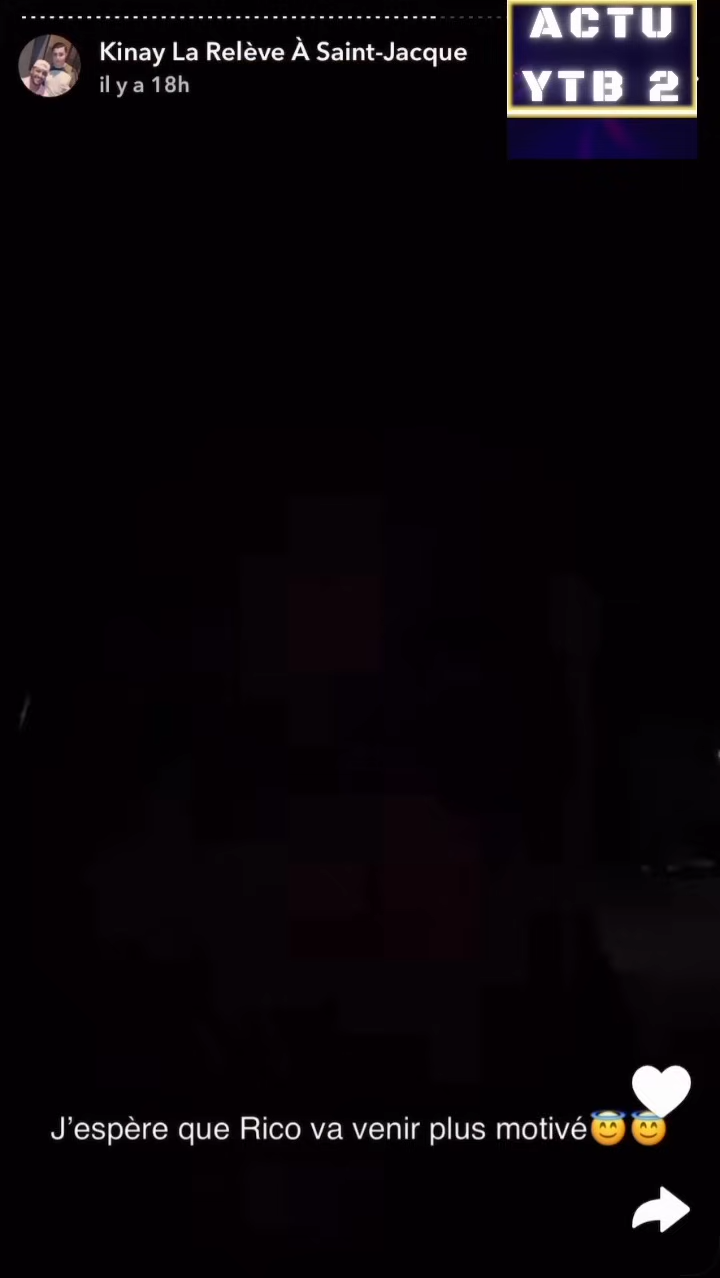 Kinay La Relève À Saint-Jacque
il y a 18h
ACTU
YTB 2
J’espère que Rico va venir plus motivé😇😇